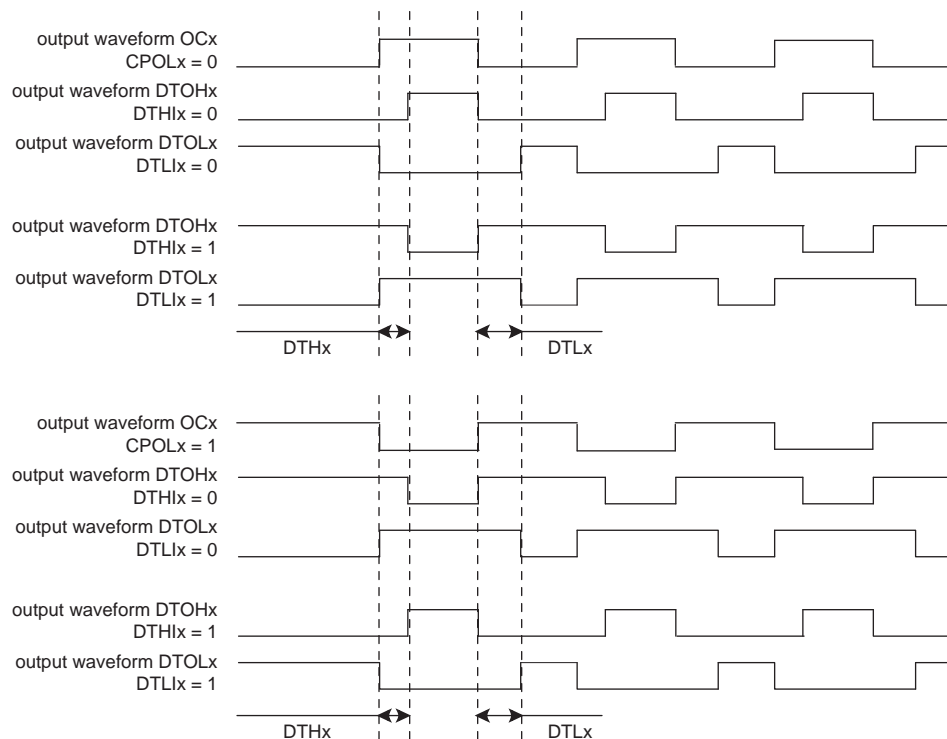 output waveform OCx
CPOLx = 0
output waveform DTOHx
DTHIx = 0
output waveform DTOLx
DTLIx = 0
output waveform DTOHx
DTHIx = 1
output waveform DTOLx
DTLIx = 1
DTHx
DTLx
output waveform OCx
CPOLx = 1
output waveform DTOHx
DTHIx = 0
output waveform DTOLx
DTLIx = 0
output waveform DTOHx
DTHIx = 1
output waveform DTOLx
DTLIx = 1
DTHx
DTLx